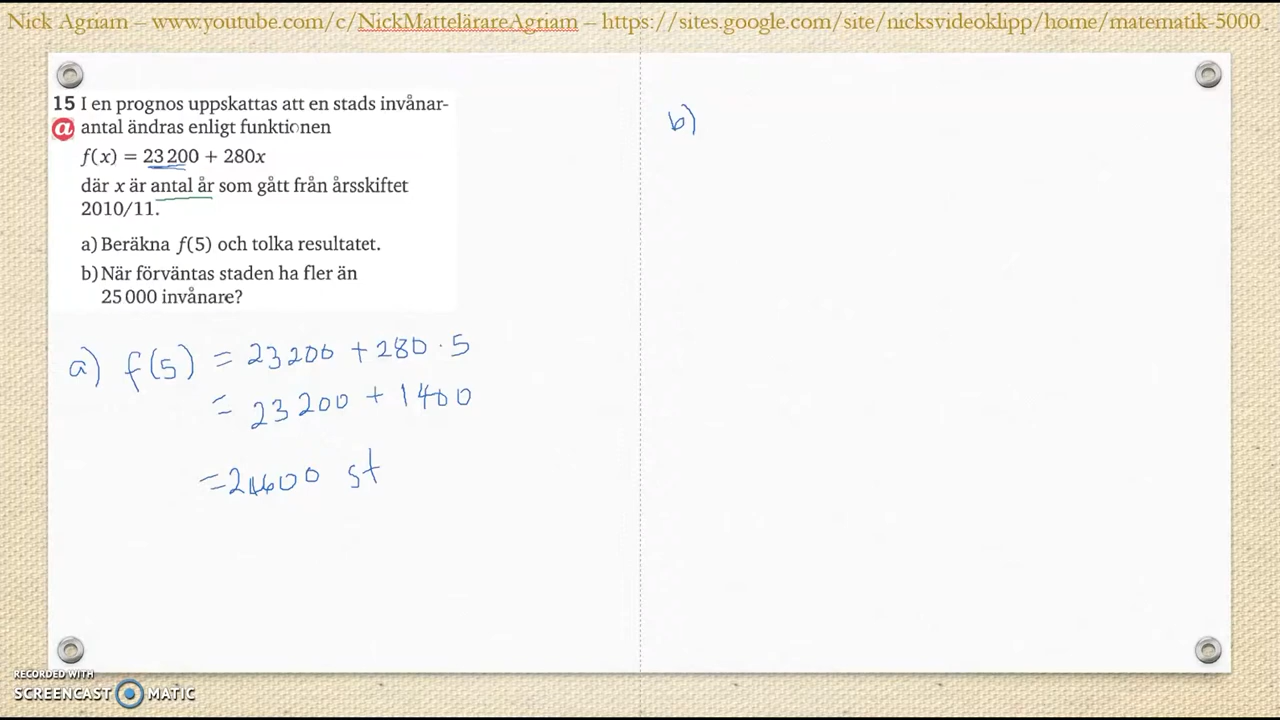 Nick Agriam – www.youtube.com/c/NickMattelärareAgriam – https://sites.google.com/site/nicksvideoklipp/home/matematik-5000
15 I en prognos uppskattas att en stads invånar-
a antal ändras enligt funktionen
f(x) = 23 200 + 280x
där x är antal år som gått från årsskiftet
2010/11.
a) Beräkna f(5) och tolka resultatet.
b) När förväntas staden ha fler än
25 000 invånare?
a) f(5) = 23200 + 280 · 5
= 23200 + 1400
= 24600 st
b)
RECORDED WITH
SCREENCAST MATIC